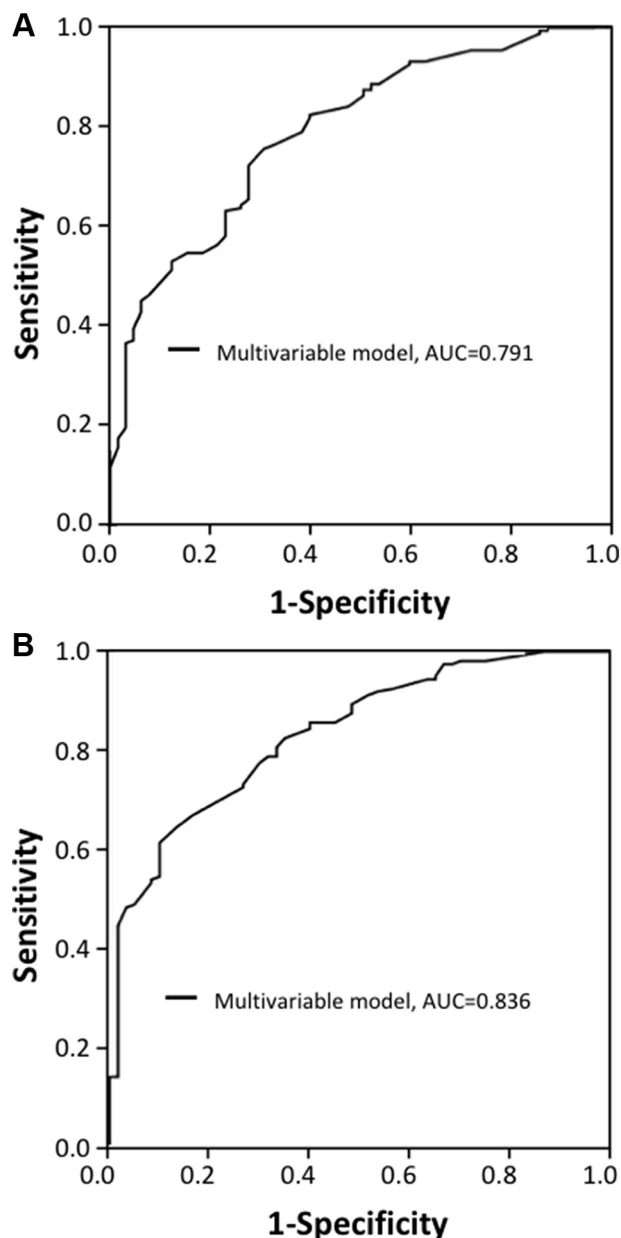 A
1.0
0.8
0.6
0.4
0.2
0.0
Sensitivity
Multivariable model, AUC=0.791
0.0 0.2 0.4 0.6 0.8 1.0
1-Specificity
B
1.0
0.8
0.6
0.4
0.2
0.0
Sensitivity
Multivariable model, AUC=0.836
0.0 0.2 0.4 0.6 0.8 1.0
1-Specificity